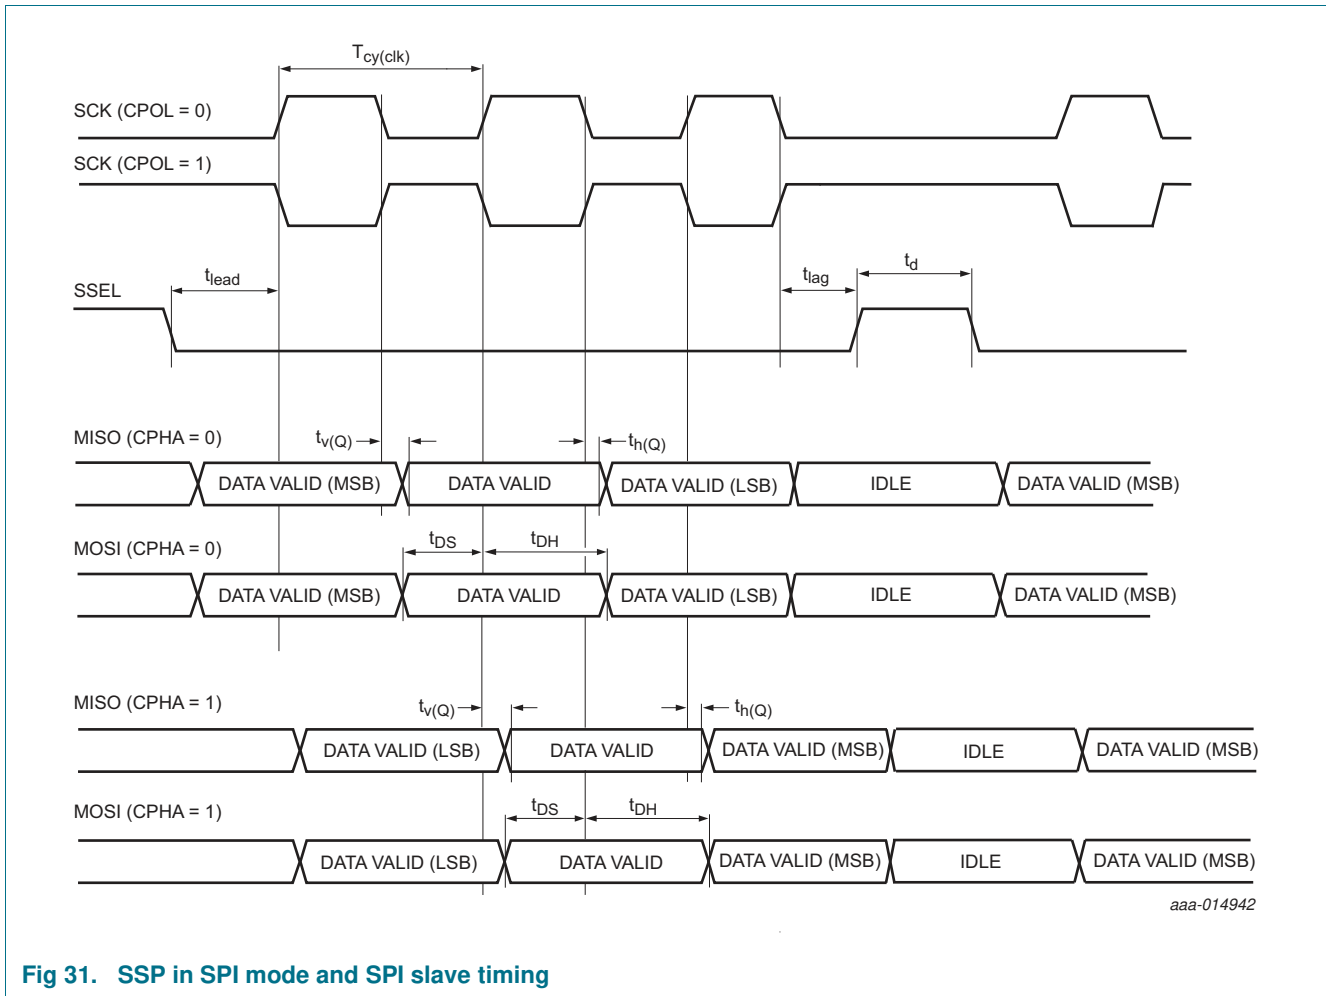 Tcy(clk)
SCK (CPOL = 0)
SCK (CPOL = 1)
SSEL
tlead
tlag
td
MISO (CPHA = 0)
tv(Q)
th(Q)
DATA VALID (MSB)
DATA VALID
DATA VALID (LSB)
IDLE
DATA VALID (MSB)
MOSI (CPHA = 0)
tDS
tDH
DATA VALID (MSB)
DATA VALID
DATA VALID (LSB)
IDLE
DATA VALID (MSB)
MISO (CPHA = 1)
tv(Q)
th(Q)
DATA VALID (LSB)
DATA VALID
DATA VALID (MSB)
IDLE
DATA VALID (MSB)
MOSI (CPHA = 1)
tDS
tDH
DATA VALID (LSB)
DATA VALID
DATA VALID (MSB)
IDLE
DATA VALID (MSB)
aaa-014942
Fig 31. SSP in SPI mode and SPI slave timing